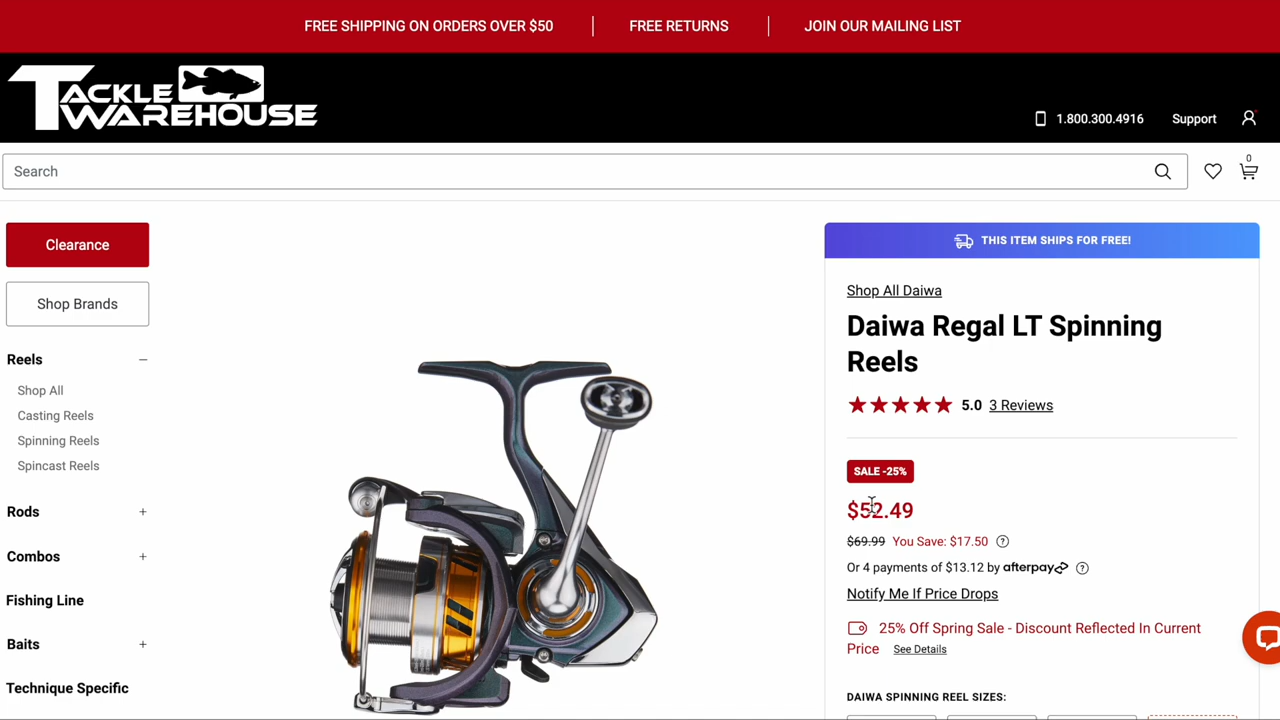 FREE SHIPPING ON ORDERS OVER $50
FREE RETURNS
JOIN OUR MAILING LIST
TACKLE
WAREHOUSE
1.800.300.4916
Support
Search
0
Clearance
Shop Brands
Reels
Shop All
Casting Reels
Spinning Reels
Spincast Reels
Rods
Combos
Fishing Line
Baits
Technique Specific
THIS ITEM SHIPS FOR FREE!
Shop All Daiwa
Daiwa Regal LT Spinning
Reels
5.0 3 Reviews
SALE -25%
$52.49
$69.99 You Save: $17.50 ?
Or 4 payments of $13.12 by afterpay ?
Notify Me If Price Drops
25% Off Spring Sale - Discount Reflected In Current
Price See Details
DAIWA SPINNING REEL SIZES: